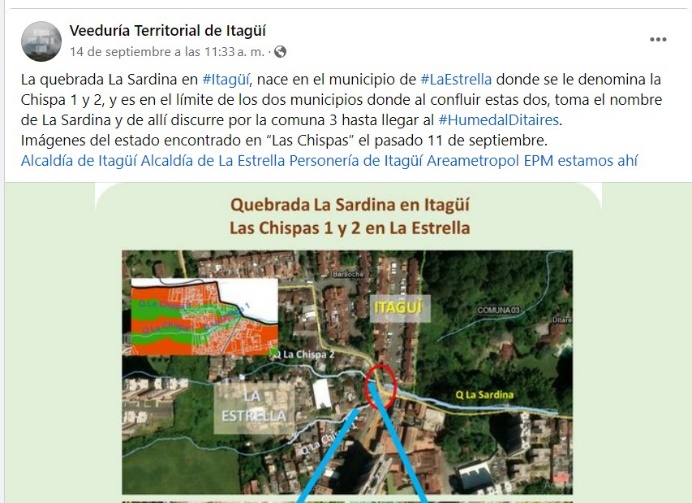 Veeduría Territorial de Itagüí
14 de septiembre a las 11:33 a. m.
La quebrada La Sardina en #Itagüí, nace en el municipio de #LaEstrella donde se le denomina la
Chispa 1 y 2, y es en el límite de los dos municipios donde al confluir estas dos, toma el nombre
de La Sardina y de allí discurre por la comuna 3 hasta llegar al #HumedalDitaires.
Imágenes del estado encontrado en “Las Chispas” el pasado 11 de septiembre.
Alcaldía de Itagüí Alcaldía de La Estrella Personería de Itagüí Areametropol EPM estamos ahí
Quebrada La Sardina en Itagüí
Las Chispas 1 y 2 en La Estrella
Bariloche
ITAGUÍ
COMUNA 03
Ditaire
Q La Chispa 2
LA
ESTRELLA
Q La Sardina
Q La Chispa 1